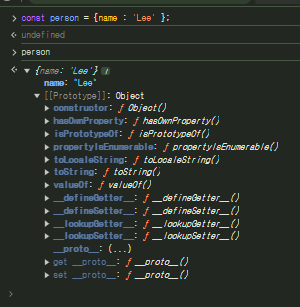 const person = {name : 'Lee' };
undefined
person
{name: 'Lee'}
name: "Lee"
[[Prototype]]: Object
constructor: ƒ Object()
hasOwnProperty: ƒ hasOwnProperty()
isPrototypeOf: ƒ isPrototypeOf()
propertyIsEnumerable: ƒ propertyIsEnumerable()
toLocaleString: ƒ toLocaleString()
toString: ƒ toString()
valueOf: ƒ valueOf()
__defineGetter__: ƒ __defineGetter__()
__defineSetter__: ƒ __defineSetter__()
__lookupGetter__: ƒ __lookupGetter__()
__lookupSetter__: ƒ __lookupSetter__()
__proto__: (...)
get __proto__: ƒ __proto__()
set __proto__: ƒ __proto__()